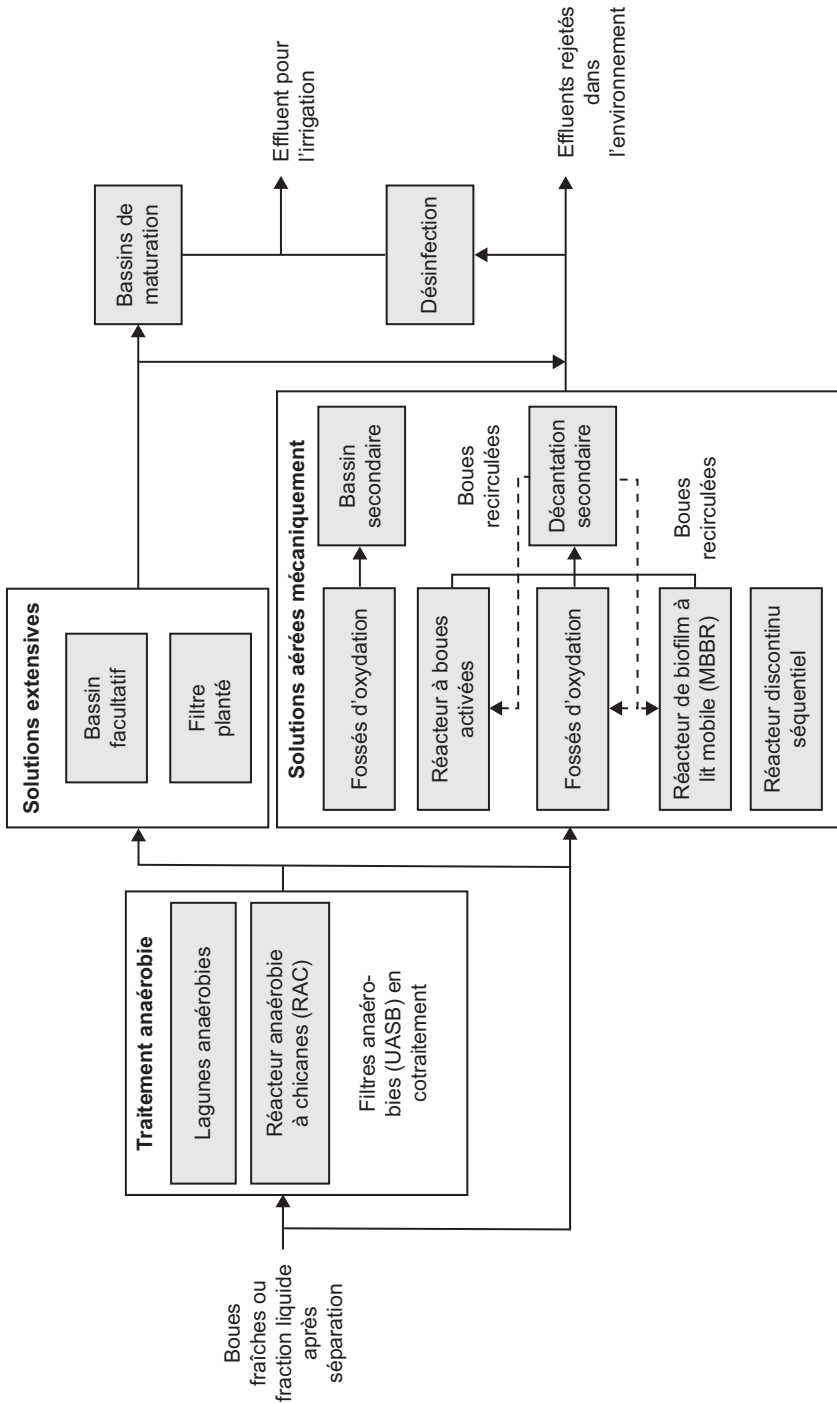 Boues
fraîches ou
fraction liquide
après
séparation
Traitement anaérobie
Lagunes anaérobies
Réacteur anaérobie
à chicanes (RAC)
Filtres anaéro-
bies (UASB) en
cotraitement
Solutions extensives
Bassin
facultatif
Filtre
planté
Solutions aérées mécaniquement
Fossés d'oxydation
Bassin
secondaire
Réacteur à boues
activées
Boues
recirculées
Fossés d'oxydation
Décantation
secondaire
Boues
recirculées
Réacteur de biofilm à
lit mobile (MBBR)
Réacteur discontinu
séquentiel
Bassins de
maturation
Désinfection
Effluent pour
l'irrigation
Effluents rejetés
dans
l'environnement